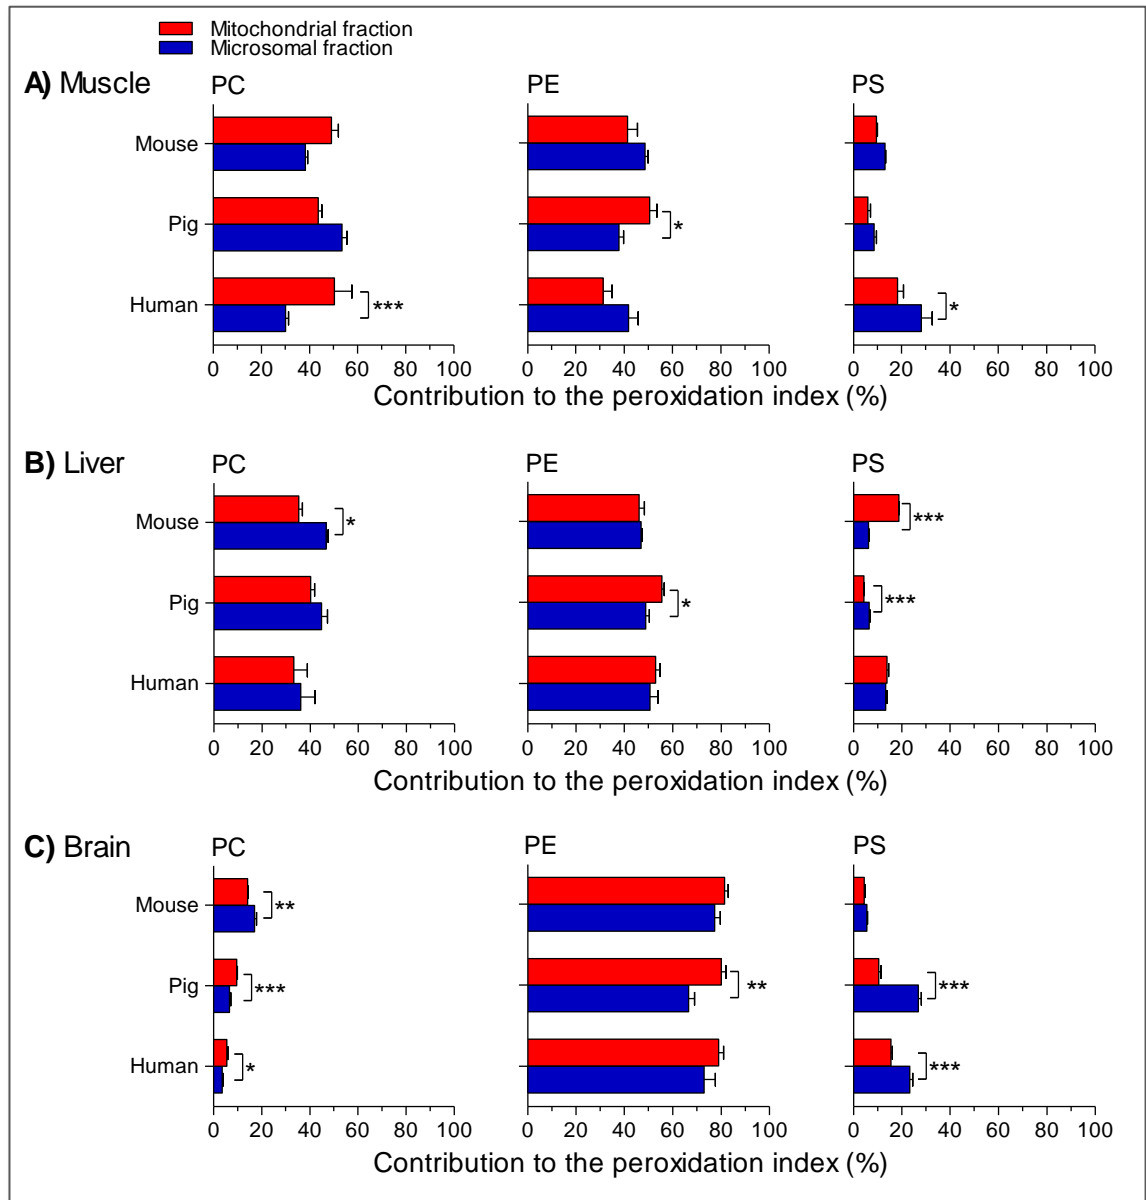 Mitochondrial fraction
Microsomal fraction
A) Muscle
PC
PE
PS
Mouse
Pig
*
Human
***
*
0 20 40 60 80 100
0 20 40 60 80 100
0 20 40 60 80 100
Contribution to the peroxidation index (%)
B) Liver
PC
PE
PS
Mouse
*
***
Pig
*
***
Human
0 20 40 60 80 100
0 20 40 60 80 100
0 20 40 60 80 100
Contribution to the peroxidation index (%)
C) Brain
PC
PE
PS
Mouse
**
Pig
***
**
***
Human
*
***
0 20 40 60 80 100
0 20 40 60 80 100
0 20 40 60 80 100
Contribution to the peroxidation index (%)